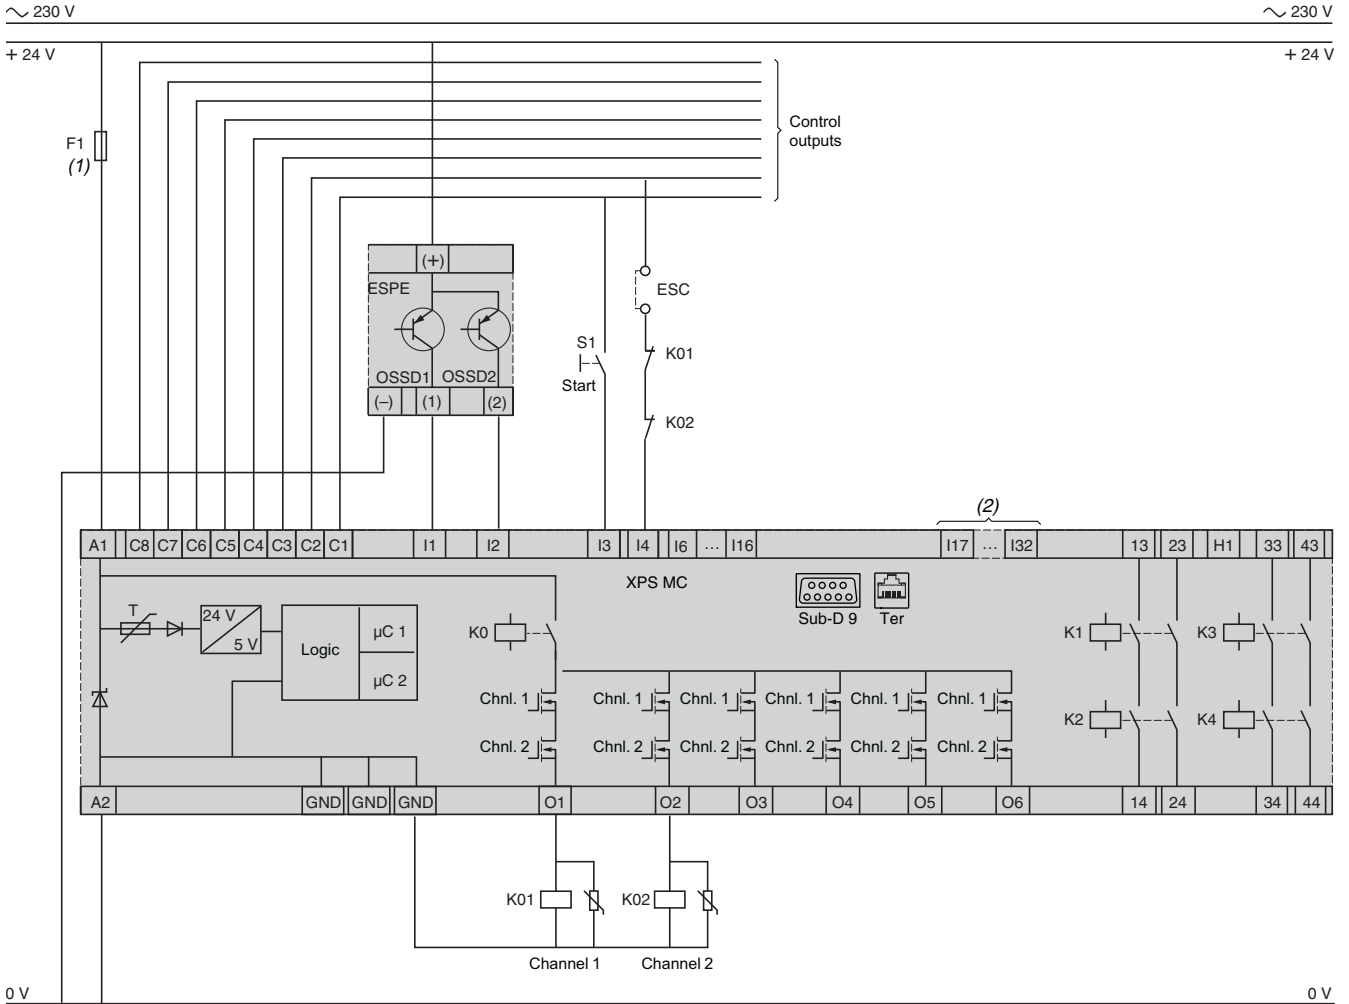 230 V 230 V
+ 24 V + 24 V
Control
outputs
F1
(1)
(+)
ESPE
ESC
OSSD1 OSSD2
(–) (1) (2)
S1
Start
K01
K02
(2)
A1 C8 C7 C6 C5 C4 C3 C2 C1 I1 I2 I3 I4 I6 ... I16 I17 ... I32 13 23 H1 33 43
XPS MC
Sub-D 9 Ter
T
24 V
5 V
Logic
µC 1
µC 2
K0 K1 K3
Chnl. 1 Chnl. 1 Chnl. 1 Chnl. 1 Chnl. 1 Chnl. 1
K2 K4
Chnl. 2 Chnl. 2 Chnl. 2 Chnl. 2 Chnl. 2 Chnl. 2
A2 GND GND GND O1 O2 O3 O4 O5 O6 14 24 34 44
K01 K02
Channel 1 Channel 2
0 V 0 V